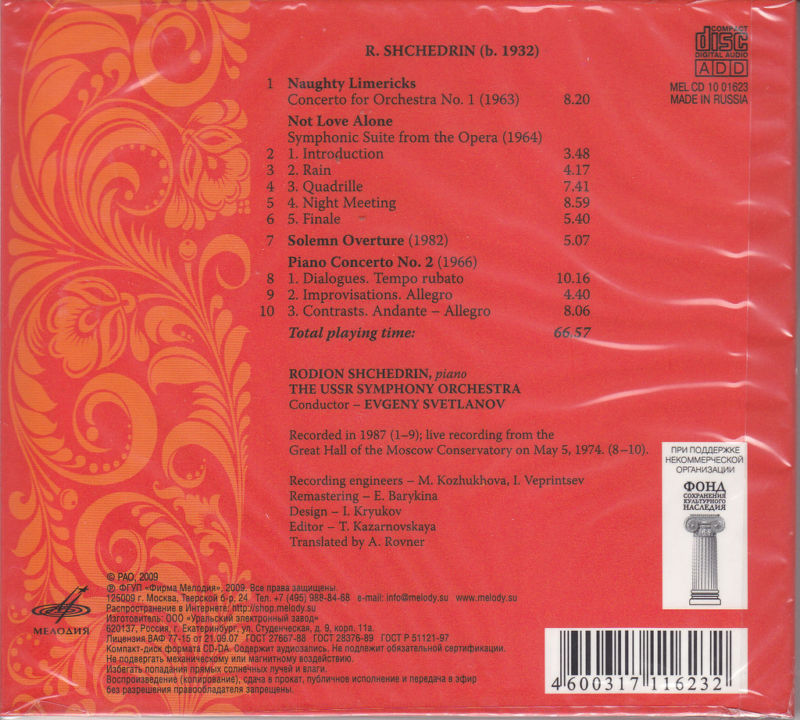 R. SHCHEDRIN (b. 1932)
COMPACT
disc
DIGITAL AUDIO
ADD
MEL CD 10 01623
MADE IN RUSSIA
1 Naughty Limericks
Concerto for Orchestra No. 1 (1963) 8.20
Not Love Alone
Symphonic Suite from the Opera (1964)
2 1. Introduction 3.48
3 2. Rain 4.17
4 3. Quadrille 7.41
5 4. Night Meeting 8.59
6 5. Finale 5.40
7 Solemn Overture (1982) 5.07
Piano Concerto No. 2 (1966)
8 1. Dialogues. Tempo rubato 10.16
9 2. Improvisations. Allegro 4.40
10 3. Contrasts. Andante – Allegro 8.06
Total playing time: 66.57
RODION SHCHEDRIN, piano
THE USSR SYMPHONY ORCHESTRA
Conductor – EVGENY SVETLANOV
Recorded in 1987 (1–9); live recording from the
Great Hall of the Moscow Conservatory on May 5, 1974. (8–10).
Recording engineers – M. Kozhukhova, I. Veprintsev
Remastering – E. Barykina
Design – I. Kryukov
Editor – T. Kazarnovskaya
Translated by A. Rovner
ПРИ ПОДДЕРЖКЕ
НЕКОММЕРЧЕСКОЙ
ОРГАНИЗАЦИИ
ФОНД
СОХРАНЕНИЯ
КУЛЬТУРНОГО
НАСЛЕДИЯ
МЕЛОДИЯ
© РАО, 2009
℗ ФГУП «Фирма Мелодия», 2009. Все права защищены.
125009 г. Москва, Тверской б-р, 24. Тел. +7 (495) 988-84-68 e-mail: info@melody.su www.melody.su
Распространение в Интернете: http://shop.melody.su
Изготовитель: ООО «Уральский электронный завод»
620137, Россия, г. Екатеринбург, ул. Студенческая, д. 9, корп. 11а.
Лицензия ВАФ 77-15 от 21.09.07 ГОСТ 27667-88 ГОСТ 28376-89 ГОСТ Р 51121-97
Компакт-диск формата CD-DA. Содержит аудиозапись. Не подлежит обязательной сертификации.
Не подвергать механическому или магнитному воздействию.
Избегать попадания прямых солнечных лучей и влаги.
Воспроизведение (копирование), сдача в прокат, публичное исполнение и передача в эфир
без разрешения правообладателя запрещены.
4600317116232